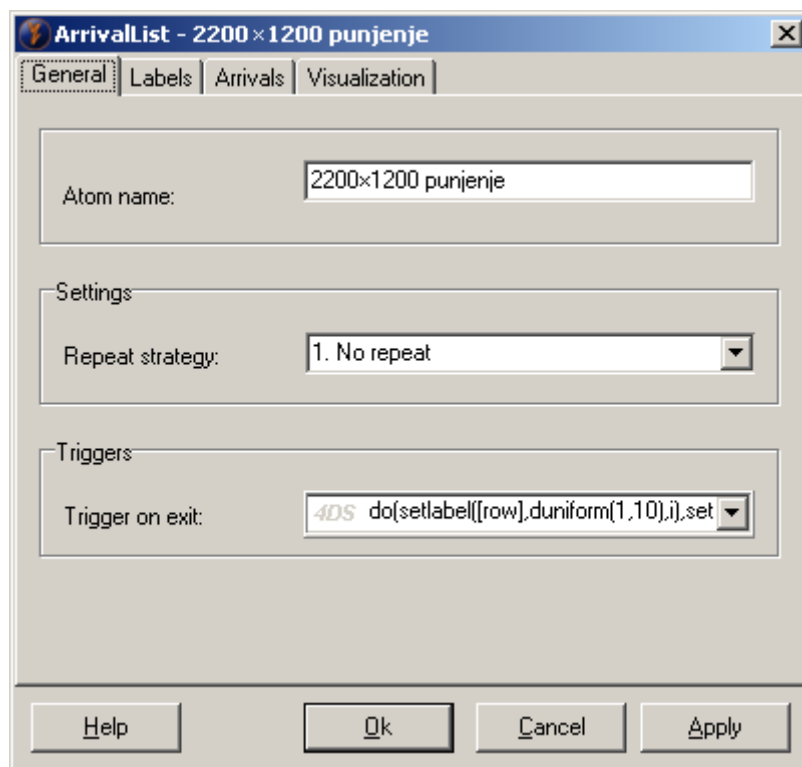 ArrivalList - 2200×1200 punjenje
General Labels Arrivals Visualization
Atom name: 2200×1200 punjenje
Settings
Repeat strategy: 1. No repeat
Triggers
Trigger on exit: 4DS do(setlabel([row],duniform(1,10),i),set
Help Ok Cancel Apply